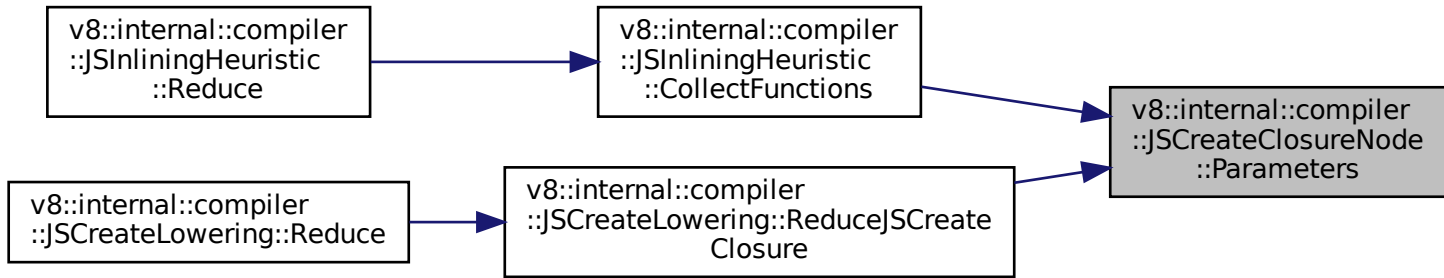 v8::internal::compiler
::JSInliningHeuristic
::Reduce
v8::internal::compiler
::JSInliningHeuristic
::CollectFunctions
v8::internal::compiler
::JSCreateClosureNode
::Parameters
v8::internal::compiler
::JSCreateLowering::Reduce
v8::internal::compiler
::JSCreateLowering::ReduceJSCreate
Closure